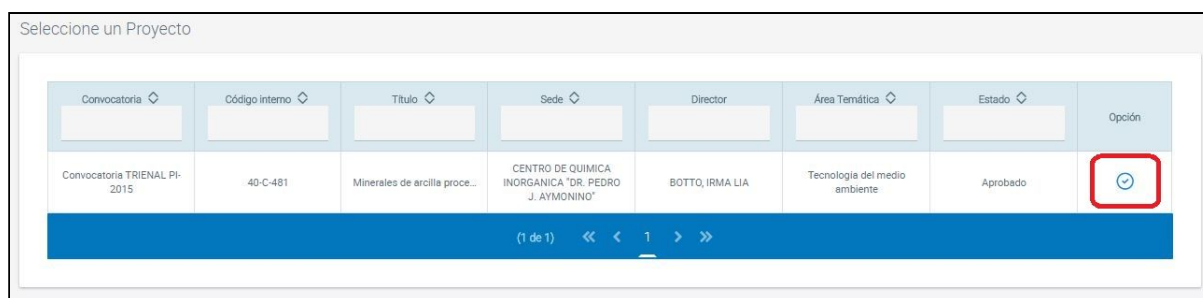 Seleccione un Proyecto
Convocatoria Código interno Título Sede Director Área Temática Estado Opción
Convocatoria TRIENAL PI-
2015
40-C-481
Minerales de arcilla proce...
CENTRO DE QUIMICA
INORGANICA "DR. PEDRO
J. AYMONINO"
BOTTO, IRMA LIA
Tecnologia del medio
ambiente
Aprobado
(1 de 1) 1